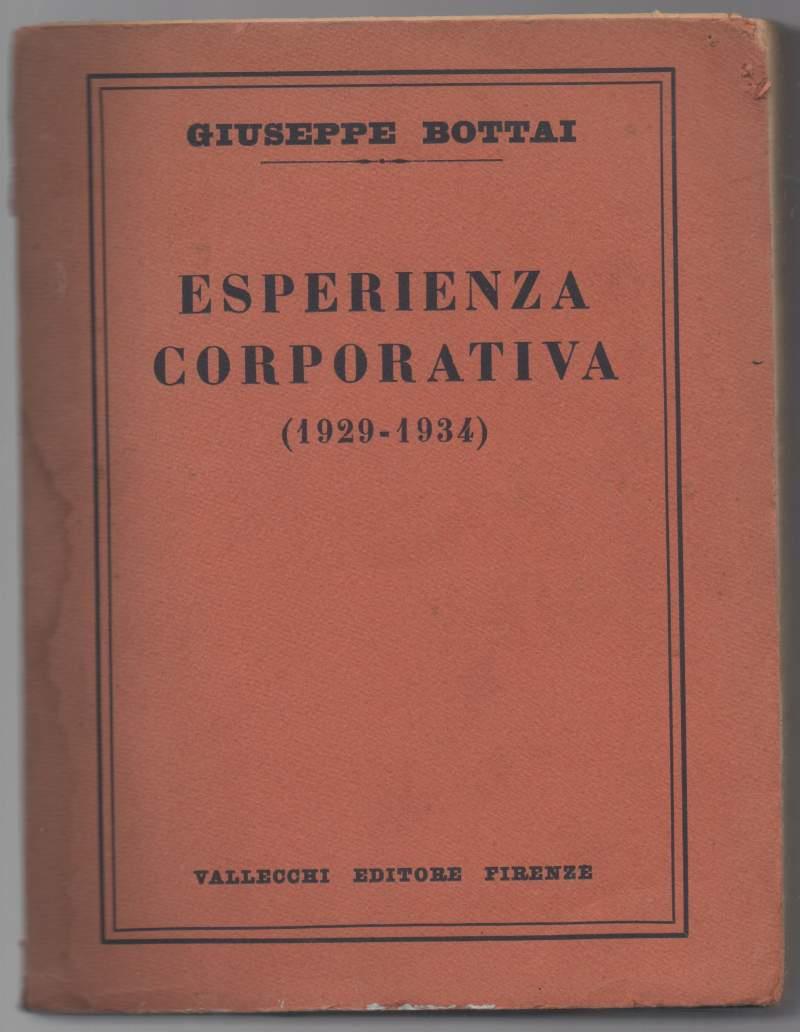 GIUSEPPE BOTTAI
ESPERIENZA
CORPORATIVA
(1929-1934)
VALLECCHI EDITORE FIRENZE